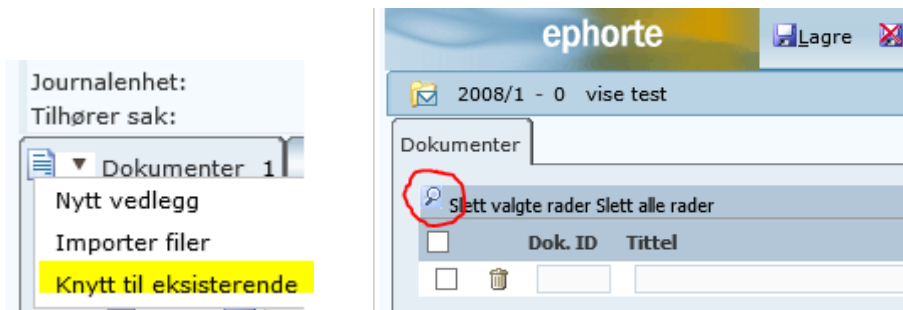 Journalenhet:
Tilhører sak:
Dokumenter 1
Nytt vedlegg
Importer filer
Knytt til eksisterende
ephorte
Lagre
2008/1 - 0 vise test
Dokumenter
Slett valgte rader Slett alle rader
Dok. ID Tittel